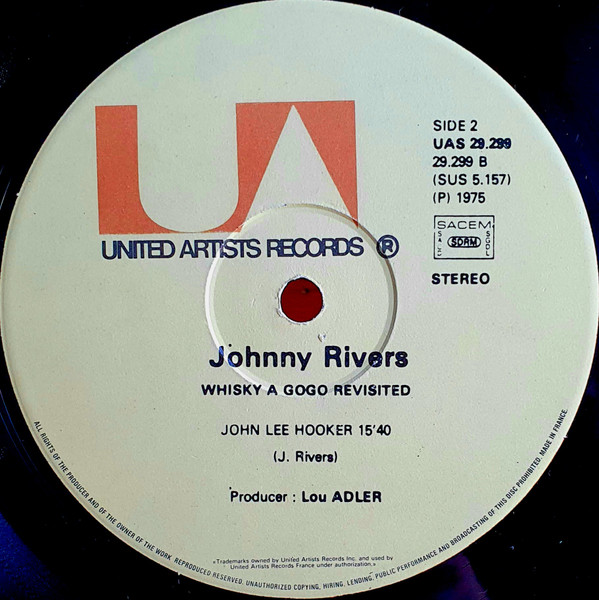 UA
UNITED ARTISTS RECORDS ®
SIDE 2
UAS 29.299
29.299 B
(SUS 5.157)
(P) 1975
SACEM
SDRM
STEREO
Johnny Rivers
WHISKY A GOGO REVISITED
JOHN LEE HOOKER 15'40
(J. Rivers)
Producer : Lou ADLER
«Trademarks owned by United Artists Records Inc. and used by
United Artists Records France under authorization.»
ALL RIGHTS OF THE PRODUCER AND OF THE OWNER OF THE WORK REPRODUCED RESERVED. UNAUTHORIZED COPYING, HIRING, LENDING, PUBLIC PERFORMANCE AND BROADCASTING OF THIS DISC PROHIBITED. MADE IN FRANCE.